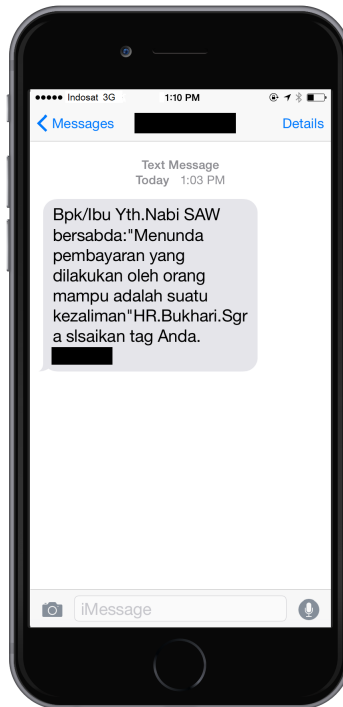 Indosat 3G 1:10 PM
Messages Details
Text Message
Today 1:03 PM
Bpk/Ibu Yth.Nabi SAW
bersabda:"Menunda
pembayaran yang
dilakukan oleh orang
mampu adalah suatu
kezaliman"HR.Bukhari.Sgr
a slsaikan tag Anda.
iMessage